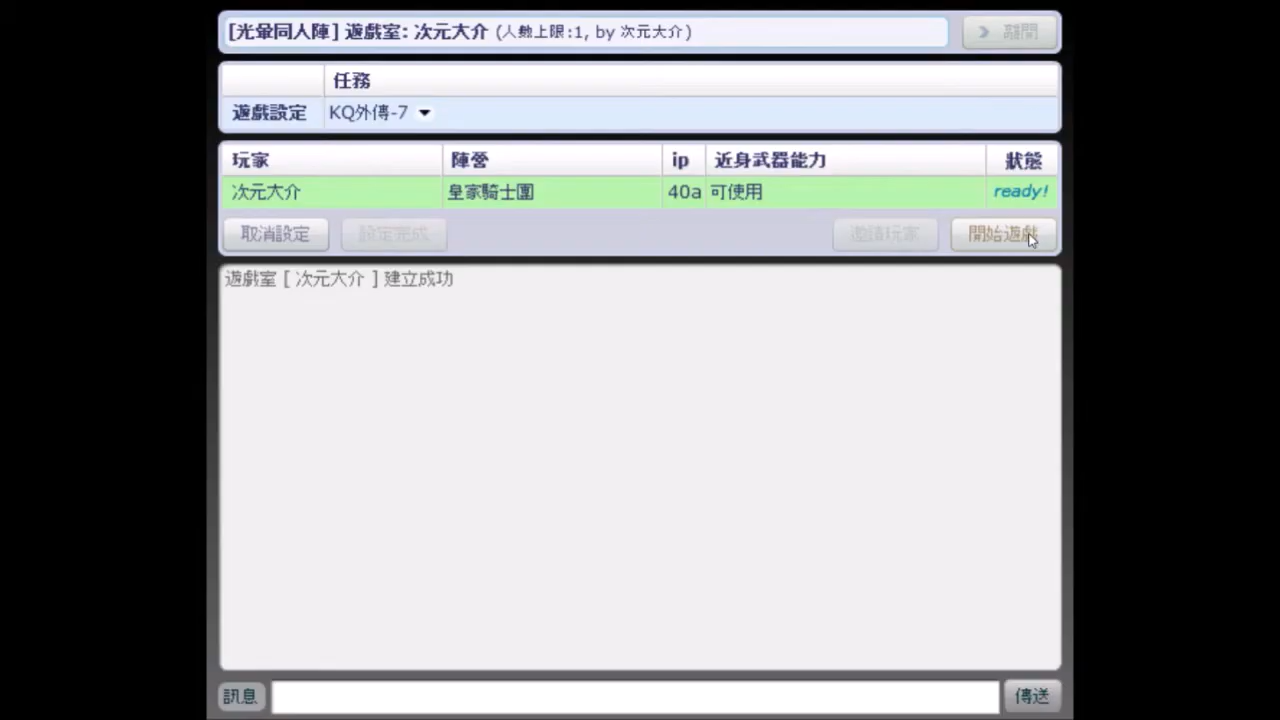 [光暈同人陣] 遊戲室: 次元大介 (人數上限:1, by 次元大介)
離開
任務
遊戲設定 KQ外傳-7
玩家 陣營 ip 近身武器能力 狀態
次元大介 皇家騎士團 40a 可使用 ready!
取消設定 設定完成 邀請玩家 開始遊戲
遊戲室 [ 次元大介 ] 建立成功
訊息 傳送